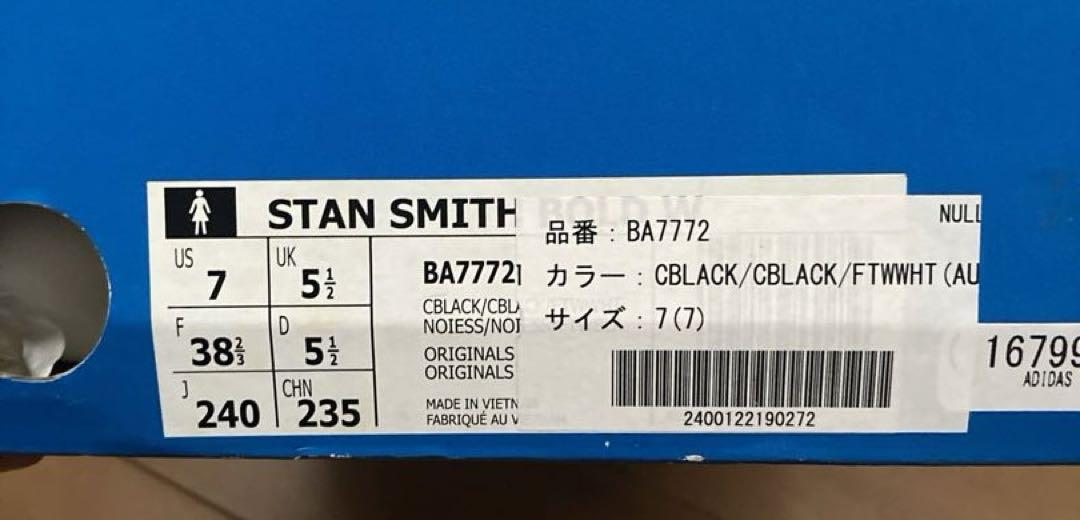 STAN SMITH BOLD W
US 7 UK 5½
F 38⅔ D 5½
J 240 CHN 235
BA7772
CBLACK/CBLA
NOIESS/NOI
ORIGINALS
ORIGINALS
MADE IN VIETN
FABRIQUÉ AU V
NULL
品番:BA7772
カラー:CBLACK/CBLACK/FTWWHT(AU
サイズ:7(7)
2400122190272
16799
ADIDAS